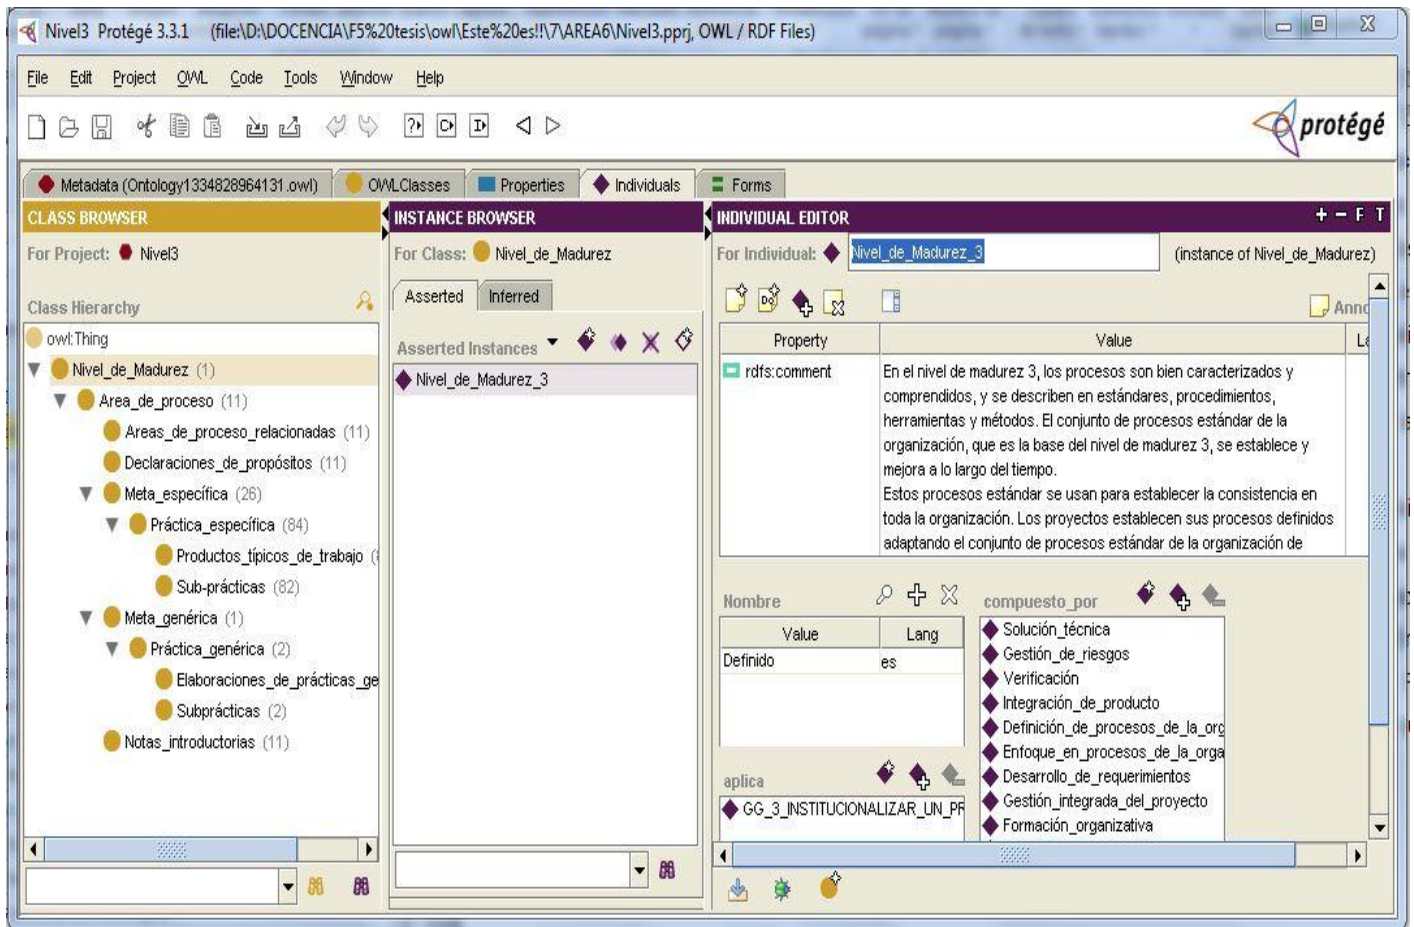 Nivel3 Protégé 3.3.1 (file:\D:\DOCENCIA\F5%20tesis\owl\Este%20es!!\7\AREA6\Nivel3.pprj, OWL / RDF Files)
File Edit Project OWL Code Tools Window Help
protégé
Metadata (Ontology1334828964131.owl) OWLClasses Properties Individuals Forms
CLASS BROWSER
For Project: Nivel3
Class Hierarchy
owl:Thing
Nivel_de_Madurez (1)
Area_de_proceso (11)
Areas_de_proceso_relacionadas (11)
Declaraciones_de_propósitos (11)
Meta_específica (26)
Práctica_específica (84)
Productos_típicos_de_trabajo (
Sub-prácticas (82)
Meta_genérica (1)
Práctica_genérica (2)
Elaboraciones_de_prácticas_ge
Subprácticas (2)
Notas_introductorias (11)
INSTANCE BROWSER
For Class: Nivel_de_Madurez
Asserted Inferred
Asserted Instances
Nivel_de_Madurez_3
INDIVIDUAL EDITOR + - F T
For Individual: Nivel_de_Madurez_3 (instance of Nivel_de_Madurez)
Anno
Property Value La
rdfs:comment
En el nivel de madurez 3, los procesos son bien caracterizados y
comprendidos, y se describen en estándares, procedimientos,
herramientas y métodos. El conjunto de procesos estándar de la
organización, que es la base del nivel de madurez 3, se establece y
mejora a lo largo del tiempo.
Estos procesos estándar se usan para establecer la consistencia en
toda la organización. Los proyectos establecen sus procesos definidos
adaptando el conjunto de procesos estándar de la organización de
Nombre
Value Lang
Definido es
aplica
GG_3_INSTITUCIONALIZAR_UN_PR
compuesto_por
Solución_técnica
Gestión_de_riesgos
Verificación
Integración_de_producto
Definición_de_procesos_de_la_org
Enfoque_en_procesos_de_la_orga
Desarrollo_de_requerimientos
Gestión_integrada_del_proyecto
Formación_organizativa